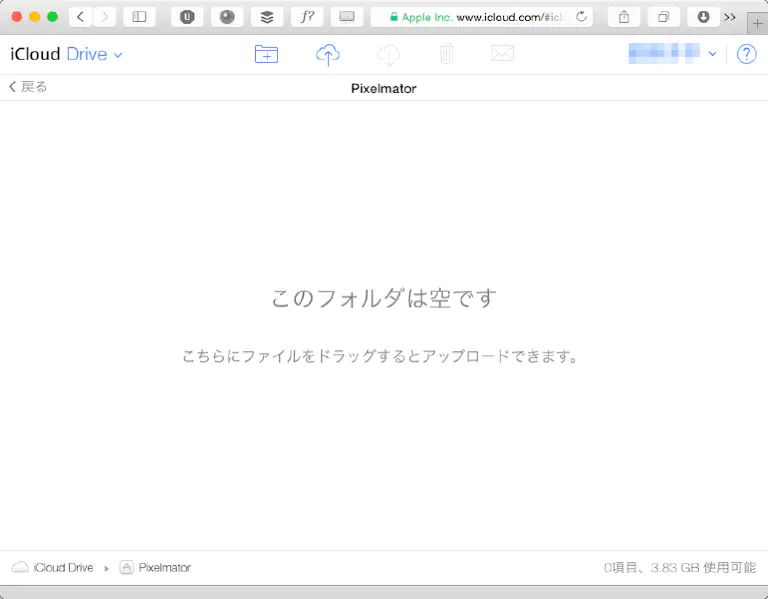 f?
Apple Inc. www.icloud.com/#icl
iCloud Drive
戻る
Pixelmator
このフォルダは空です
こちらにファイルをドラッグするとアップロードできます。
iCloud Drive ▸ Pixelmator
0項目、3.83 GB 使用可能